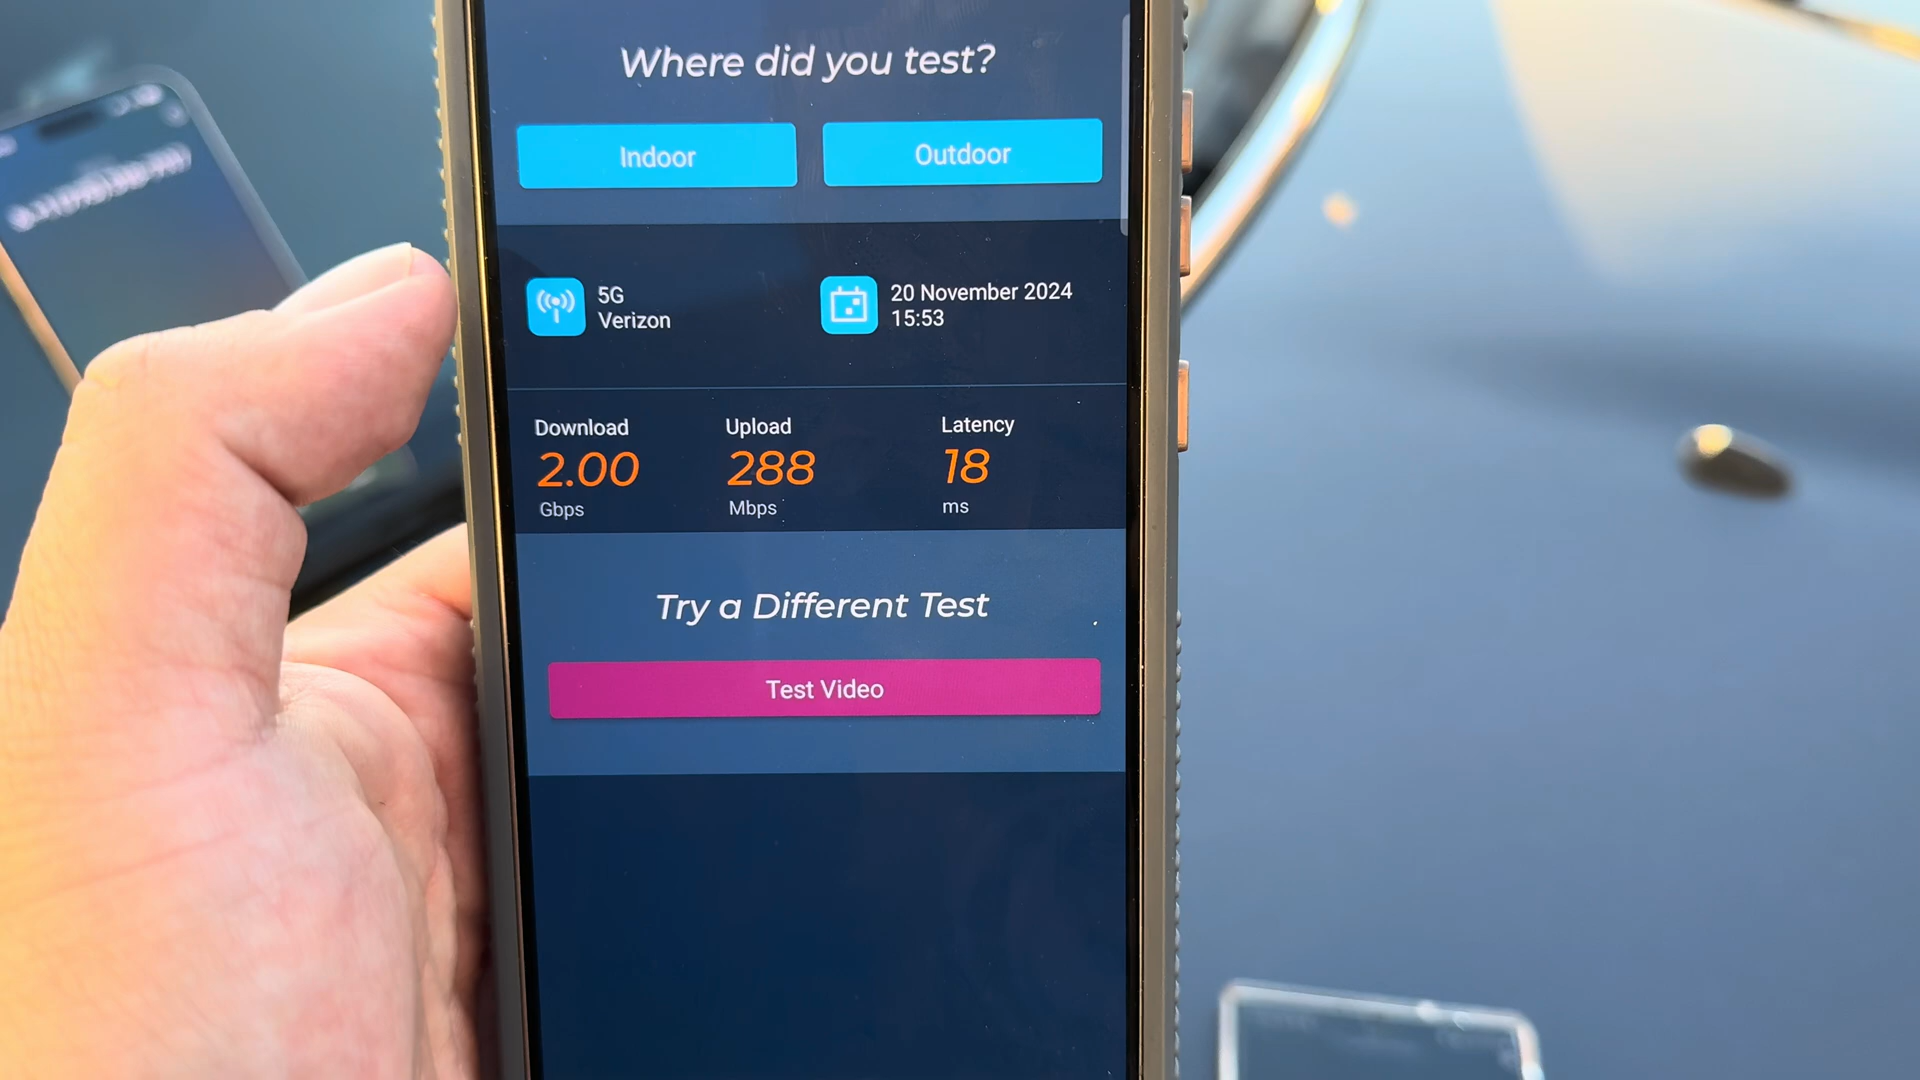 Where did you test?
Indoor
Outdoor
5G
Verizon
20 November 2024
15:53
Download
Upload
Latency
2.00
288
18
Gbps
Mbps
ms
Try a Different Test
Test Video